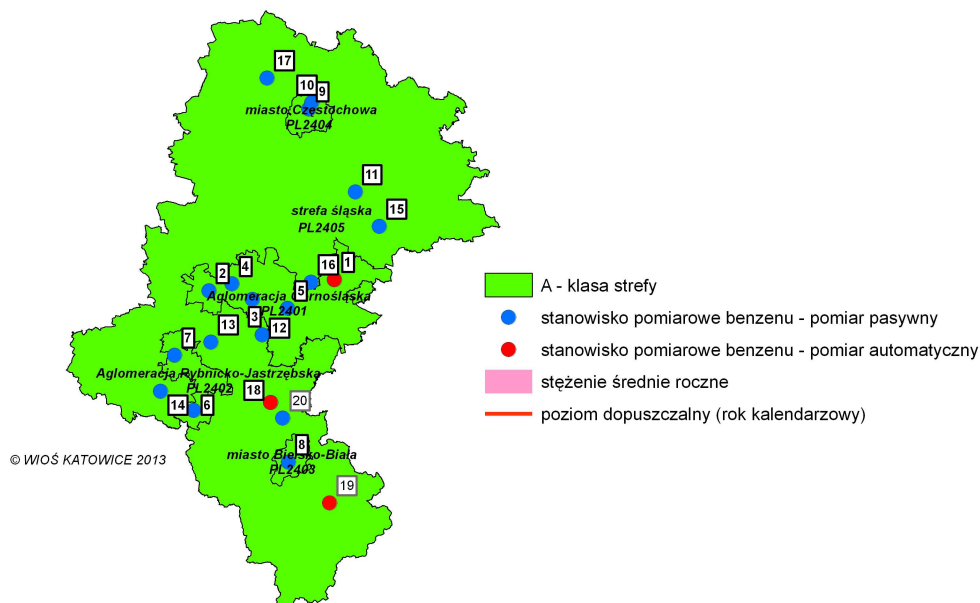 17
10
9
miasto Częstochowa
PL2404
11
15
strefa śląska
PL2405
1
16
4
2
5
Aglomeracja Górnośląska
PL2401
3
13
12
7
Aglomeracja Rybnicko-Jastrzębska
PL2402
18
20
14
6
8
miasto Bielsko-Biała
PL2403
19
A - klasa strefy
stanowisko pomiarowe benzenu - pomiar pasywny
stanowisko pomiarowe benzenu - pomiar automatyczny
stężenie średnie roczne
poziom dopuszczalny (rok kalendarzowy)
© WIOŚ KATOWICE 2013